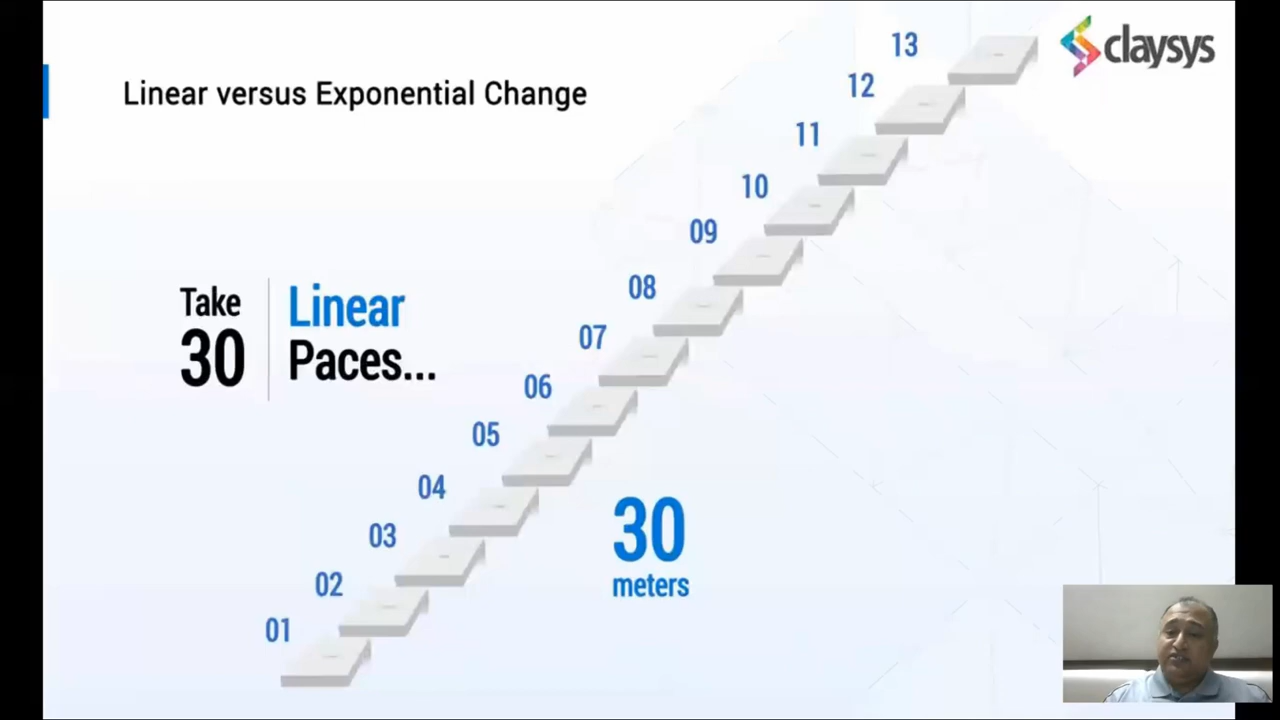 claysys
Linear versus Exponential Change
13
12
11
10
09
08
07
06
05
04
03
02
01
Take
30
Linear
Paces...
30
meters